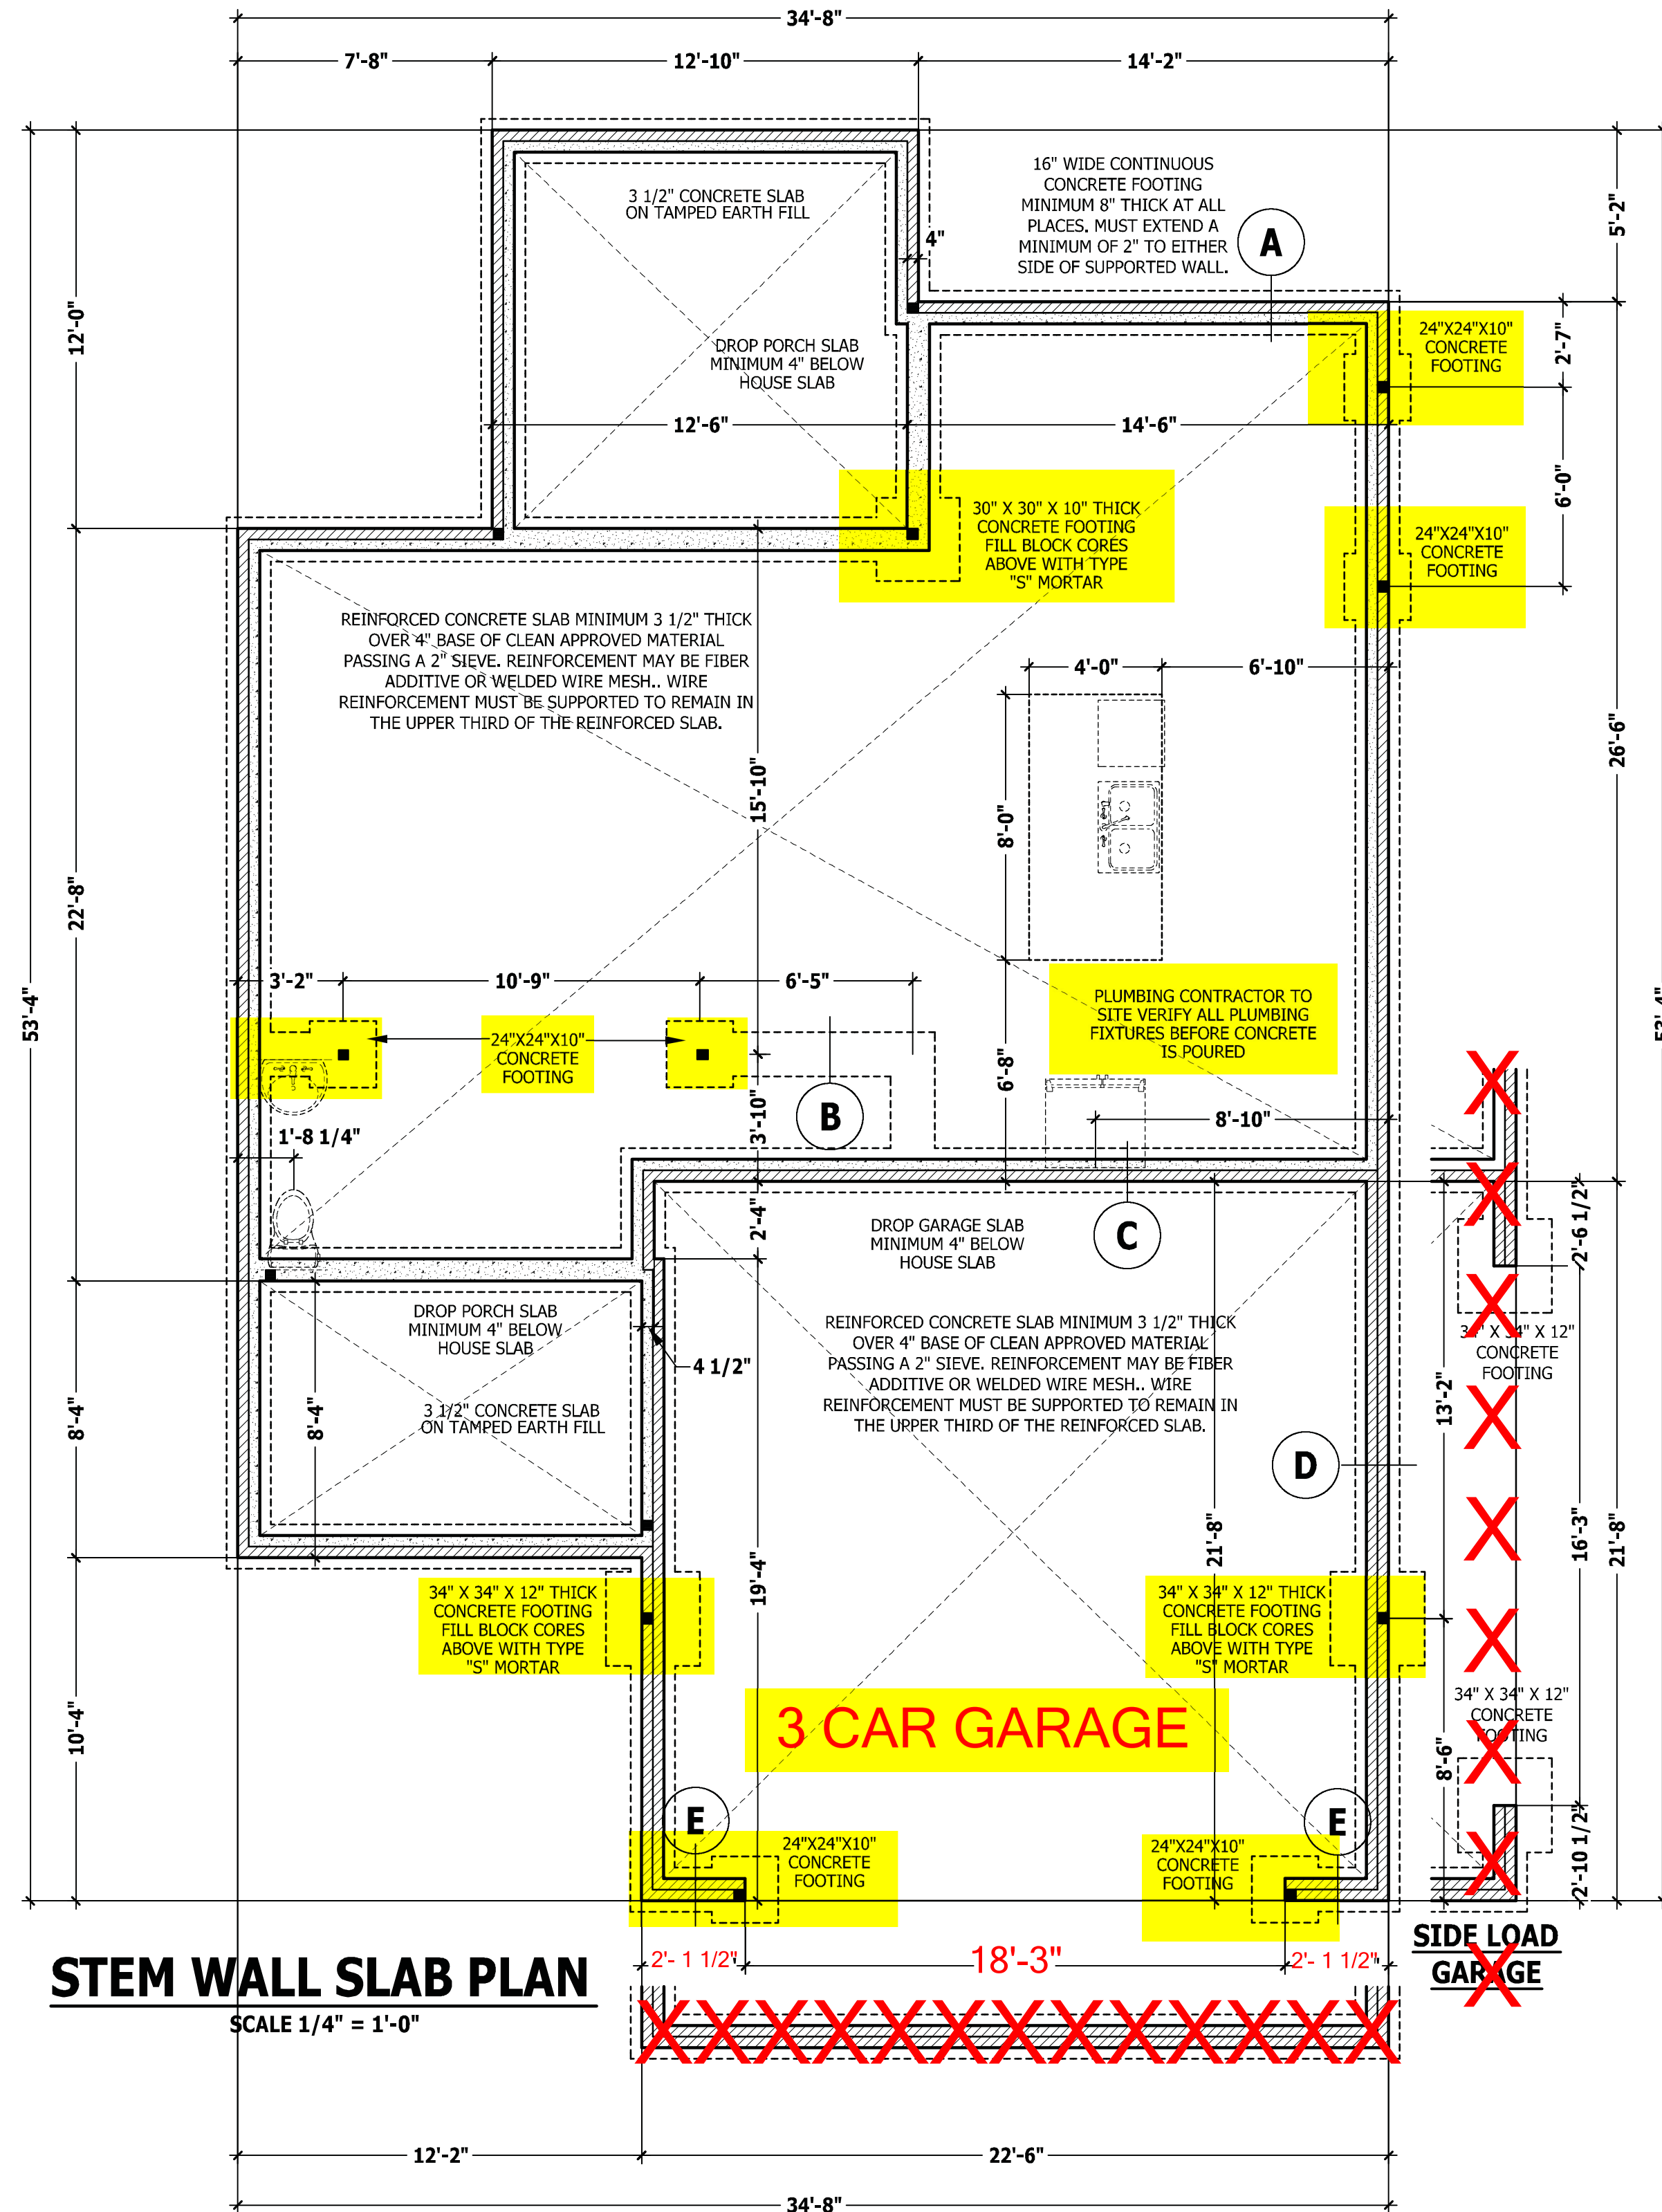 34'-8"
7'-8"
12'-10"
14'-2"
3 1/2" CONCRETE SLAB
ON TAMPED EARTH FILL
4"
16" WIDE CONTINUOUS
CONCRETE FOOTING
MINIMUM 8" THICK AT ALL
PLACES. MUST EXTEND A
MINIMUM OF 2" TO EITHER
SIDE OF SUPPORTED WALL.
A
5'-2"
12'-0"
DROP PORCH SLAB
MINIMUM 4" BELOW
HOUSE SLAB
24"X24"X10"
CONCRETE
FOOTING
2'-7"
12'-6"
14'-6"
6'-0"
30" X 30" X 10" THICK
CONCRETE FOOTING
FILL BLOCK CORES
ABOVE WITH TYPE
"S" MORTAR
24"X24"X10"
CONCRETE
FOOTING
REINFORCED CONCRETE SLAB MINIMUM 3 1/2" THICK
OVER 4" BASE OF CLEAN APPROVED MATERIAL
PASSING A 2" SIEVE. REINFORCEMENT MAY BE FIBER
ADDITIVE OR WELDED WIRE MESH.. WIRE
REINFORCEMENT MUST BE SUPPORTED TO REMAIN IN
THE UPPER THIRD OF THE REINFORCED SLAB.
4'-0"
6'-10"
26'-6"
15'-10"
8'-0"
22'-8"
53'-4"
3'-2"
10'-9"
6'-5"
24"X24"X10"
CONCRETE
FOOTING
PLUMBING CONTRACTOR TO
SITE VERIFY ALL PLUMBING
FIXTURES BEFORE CONCRETE
IS POURED
53'-4"
6'-8"
3'-10"
B
8'-10"
1'-8 1/4"
2'-4"
C
DROP GARAGE SLAB
MINIMUM 4" BELOW
HOUSE SLAB
2'-6 1/2"
DROP PORCH SLAB
MINIMUM 4" BELOW
HOUSE SLAB
4 1/2"
REINFORCED CONCRETE SLAB MINIMUM 3 1/2" THICK
OVER 4" BASE OF CLEAN APPROVED MATERIAL
PASSING A 2" SIEVE. REINFORCEMENT MAY BE FIBER
ADDITIVE OR WELDED WIRE MESH.. WIRE
REINFORCEMENT MUST BE SUPPORTED TO REMAIN IN
THE UPPER THIRD OF THE REINFORCED SLAB.
34" X 34" X 12"
CONCRETE
FOOTING
13'-2"
3 1/2" CONCRETE SLAB
ON TAMPED EARTH FILL
8'-4"
8'-4"
D
21'-8"
16'-3"
21'-8"
19'-4"
34" X 34" X 12" THICK
CONCRETE FOOTING
FILL BLOCK CORES
ABOVE WITH TYPE
"S" MORTAR
34" X 34" X 12" THICK
CONCRETE FOOTING
FILL BLOCK CORES
ABOVE WITH TYPE
"S" MORTAR
10'-4"
3 CAR GARAGE
34" X 34" X 12"
CONCRETE
FOOTING
8'-6"
E
E
24"X24"X10"
CONCRETE
FOOTING
24"X24"X10"
CONCRETE
FOOTING
2'-10 1/2"
2'- 1 1/2"
18'-3"
2'- 1 1/2"
SIDE LOAD
GARAGE
STEM WALL SLAB PLAN
SCALE 1/4" = 1'-0"
12'-2"
22'-6"
34'-8"